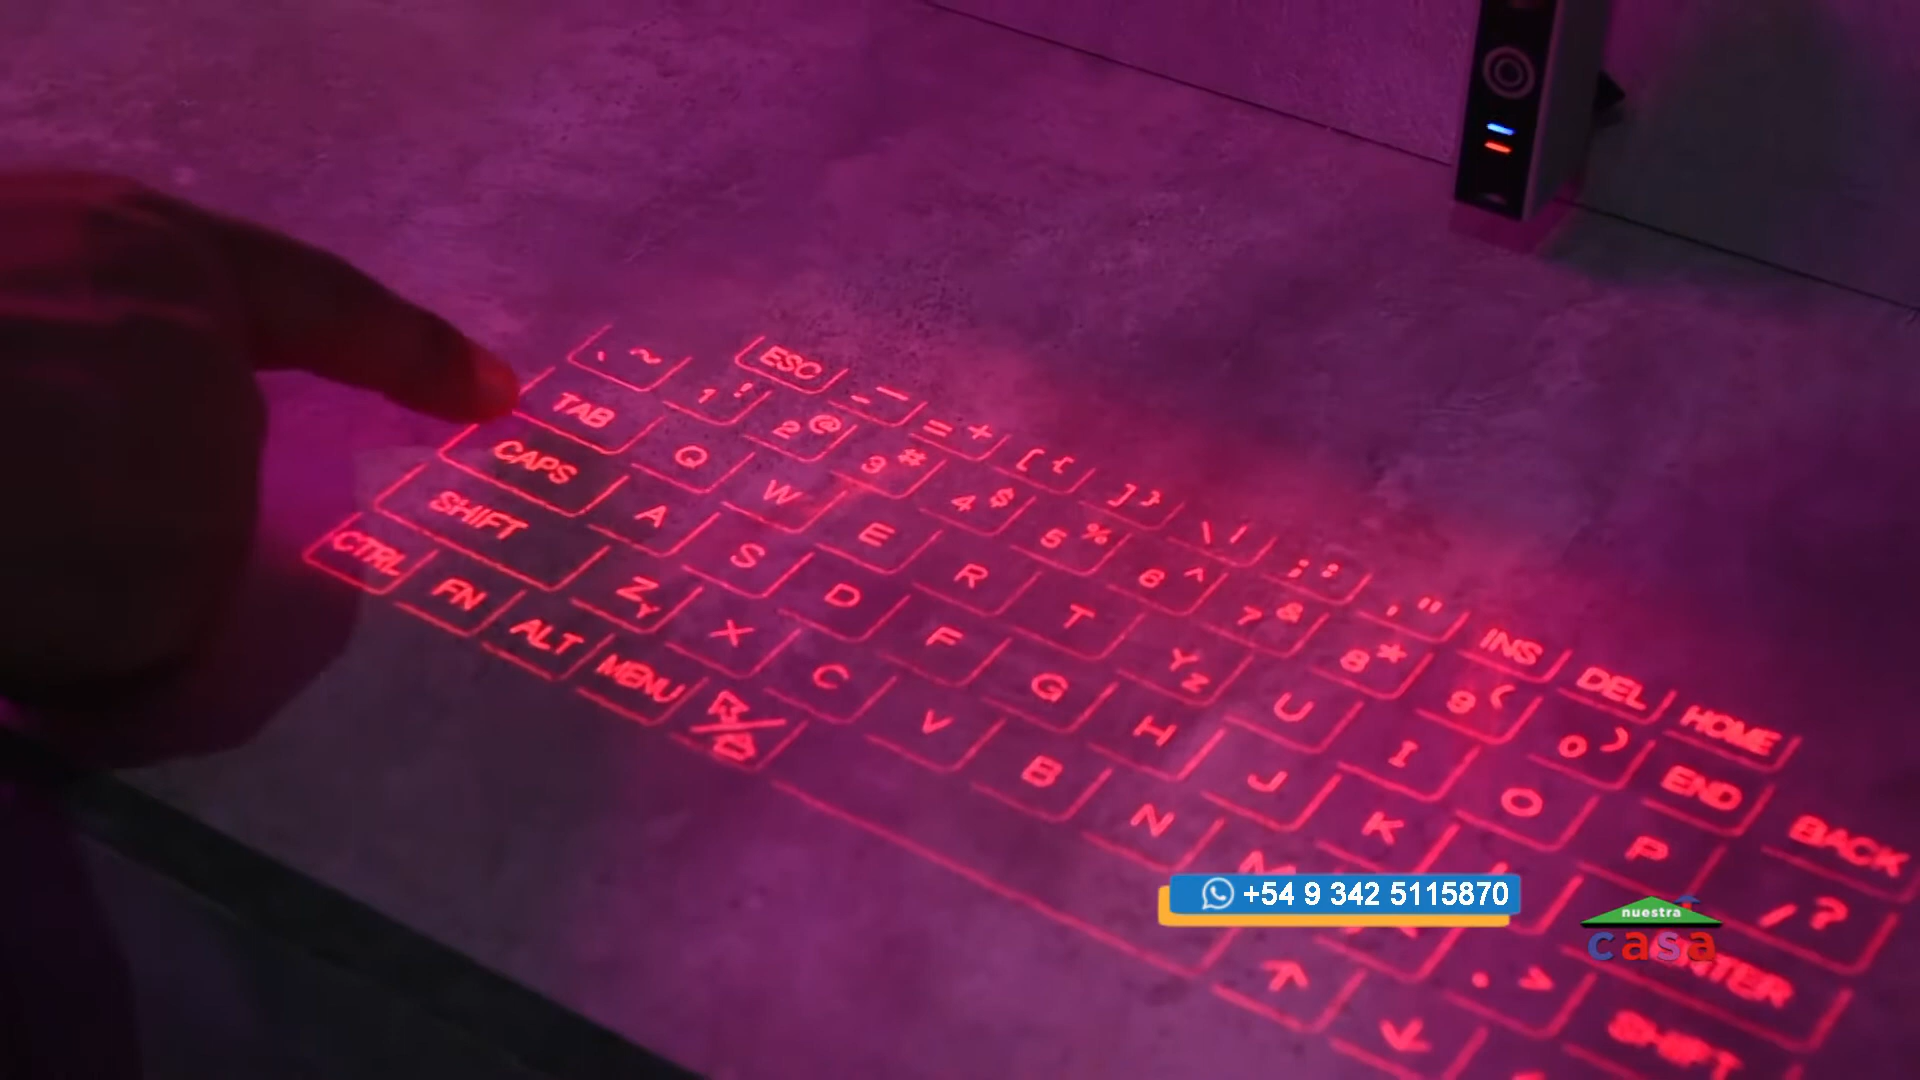 ESC
\ ~
1 !
2 @
3 #
4 $
5 %
6 ^
7 &
8 *
9 (
0 )
- _
= +
[ {
] }
\ |
; :
, "
INS
DEL
HOME
TAB
Q
W
E
R
T
Y Z
U
I
O
P
END
BACK
CAPS
A
S
D
F
G
H
J
K
/ ?
ENTER
SHIFT
Z Y
X
C
V
B
N
. >
SHIFT
CTRL
FN
ALT
MENU
+54 9 342 5115870
nuestra
casa